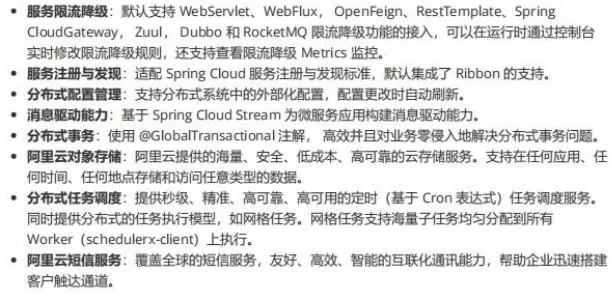 • 服务限流降级：默认支持 WebServlet、WebFlux， OpenFeign、RestTemplate、Spring
CloudGateway， Zuul， Dubbo 和 RocketMQ 限流降级功能的接入，可以在运行时通过控制台
实时修改限流降级规则，还支持查看限流降级 Metrics 监控。
• 服务注册与发现：适配 Spring Cloud 服务注册与发现标准，默认集成了 Ribbon 的支持。
• 分布式配置管理：支持分布式系统中的外部化配置，配置更改时自动刷新。
• 消息驱动能力：基于 Spring Cloud Stream 为微服务应用构建消息驱动能力。
• 分布式事务：使用 @GlobalTransactional 注解， 高效并且对业务零侵入地解决分布式事务问题。
• 阿里云对象存储：阿里云提供的海量、安全、低成本、高可靠的云存储服务。支持在任何应用、任
何时间、任何地点存储和访问任意类型的数据。
• 分布式任务调度：提供秒级、精准、高可靠、高可用的定时（基于 Cron 表达式）任务调度服务。
同时提供分布式的任务执行模型，如网格任务。网格任务支持海量子任务均匀分配到所有
Worker（schedulerx-client）上执行。
• 阿里云短信服务：覆盖全球的短信服务，友好、高效、智能的互联化通讯能力，帮助企业迅速搭建
客户触达通道。